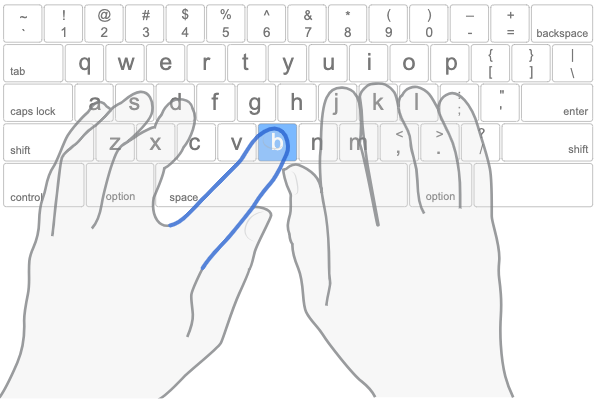 ~ ! @ # $ % ^ & * ( ) – +
` 1 2 3 4 5 6 7 8 9 0 - = backspace
{ } |
tab q w e r t y u i o p [ ] \
: "
caps lock a s d f g h j k l ; ' enter
< > ?
shift z x c v b n m , . / shift
control option space option